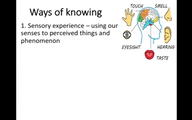 Ways of knowing
TOUCH
SMELL
1. Sensory experience – using our
senses to perceived things and
phenomenon
EYESIGHT
HEARING
TASTE